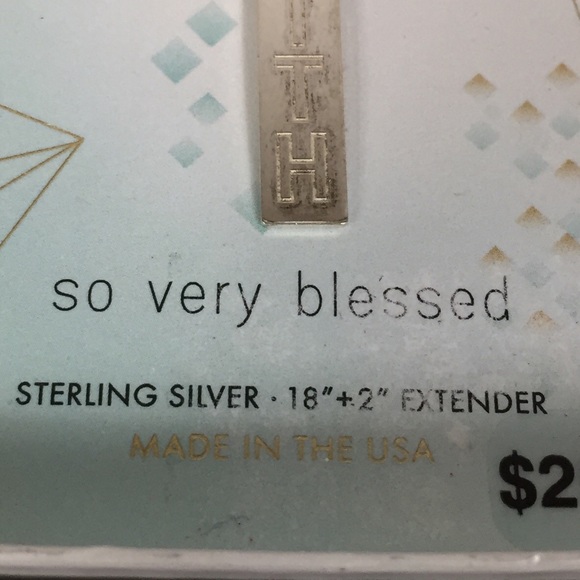 T
H
so very blessed
STERLING SILVER · 18"+2" EXTENDER
MADE IN THE USA
$2